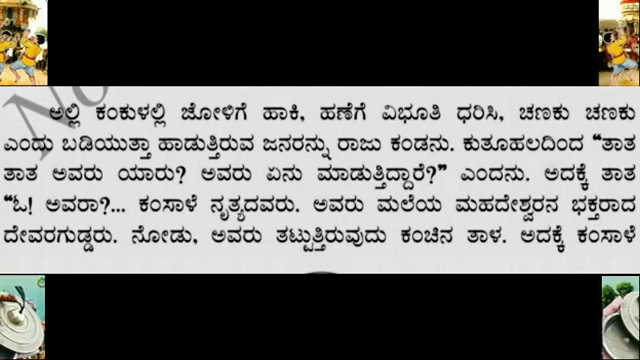 ಅಲ್ಲಿ ಕಂಕುಳಲ್ಲಿ ಜೋಳಿಗೆ ಹಾಕಿ, ಹಣೆಗೆ ವಿಭೂತಿ ಧರಿಸಿ, ಚಣಕು ಚಣಕು
ಎಂದು ಬಡಿಯುತ್ತಾ ಹಾಡುತ್ತಿರುವ ಜನರನ್ನು ರಾಜು ಕಂಡನು. ಕುತೂಹಲದಿಂದ “ತಾತ
ತಾತ ಅವರು ಯಾರು? ಅವರು ಏನು ಮಾಡುತ್ತಿದ್ದಾರೆ?” ಎಂದನು. ಅದಕ್ಕೆ ತಾತ
“ಓ! ಅವರಾ?... ಕಂಸಾಳೆ ನೃತ್ಯದವರು. ಅವರು ಮಲೆಯ ಮಹದೇಶ್ವರನ ಭಕ್ತರಾದ
ದೇವರಗುಡ್ಡರು. ನೋಡು, ಅವರು ತಟ್ಟುತ್ತಿರುವುದು ಕಂಚಿನ ತಾಳ. ಅದಕ್ಕೆ ಕಂಸಾಳೆ